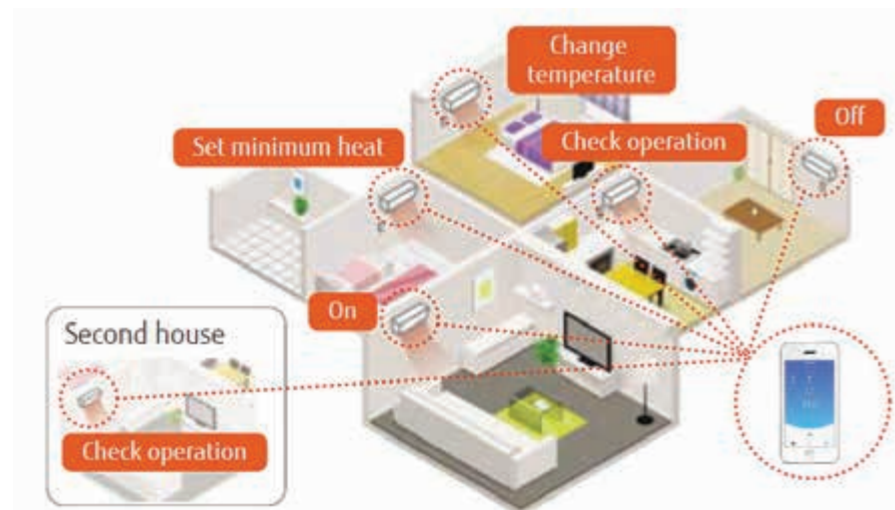 Change
temperature
Off
Check operation
Set minimum heat
On
Second house
Check operation